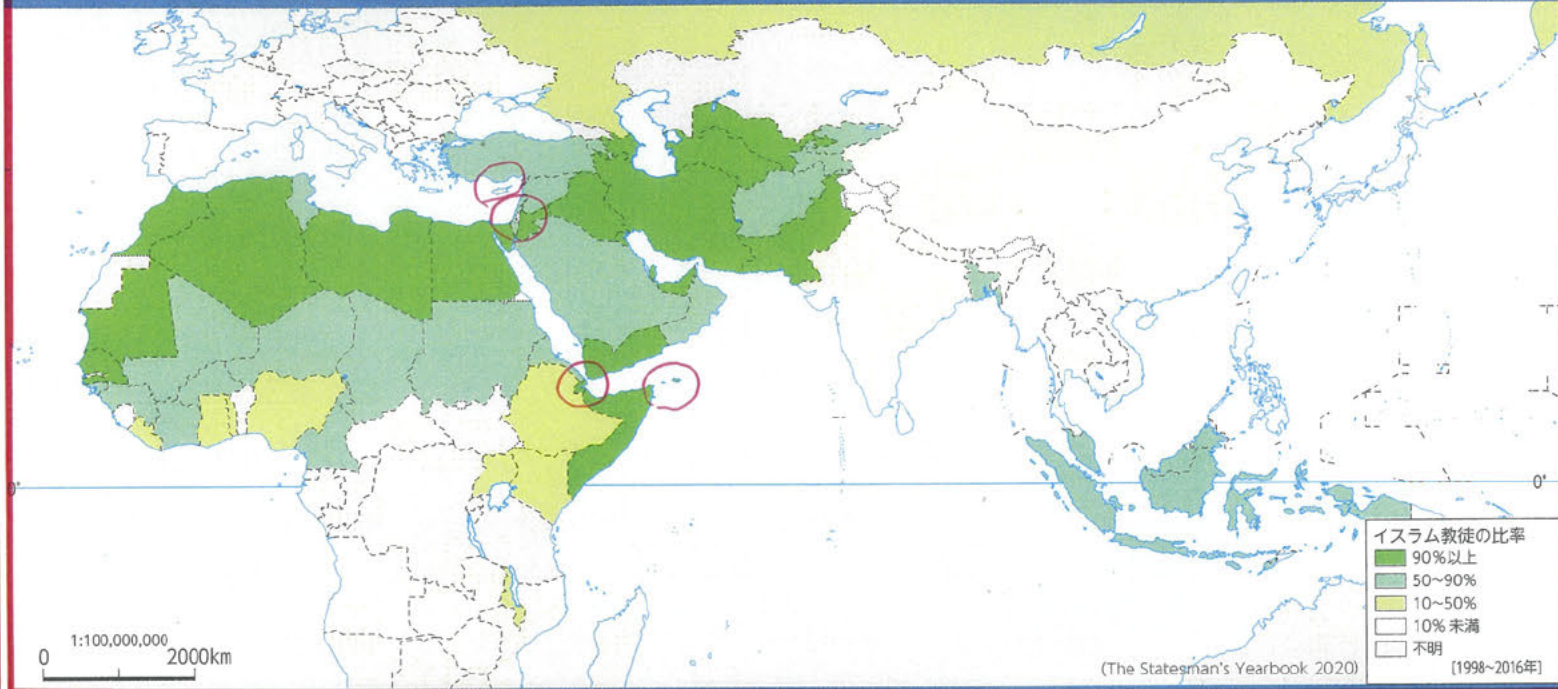 0°
0°
イスラム教徒の比率
90%以上
50~90%
10~50%
10%未満
不明
[1998~2016年]
1:100,000,000
0 2000km
(The Statesman's Yearbook 2020)